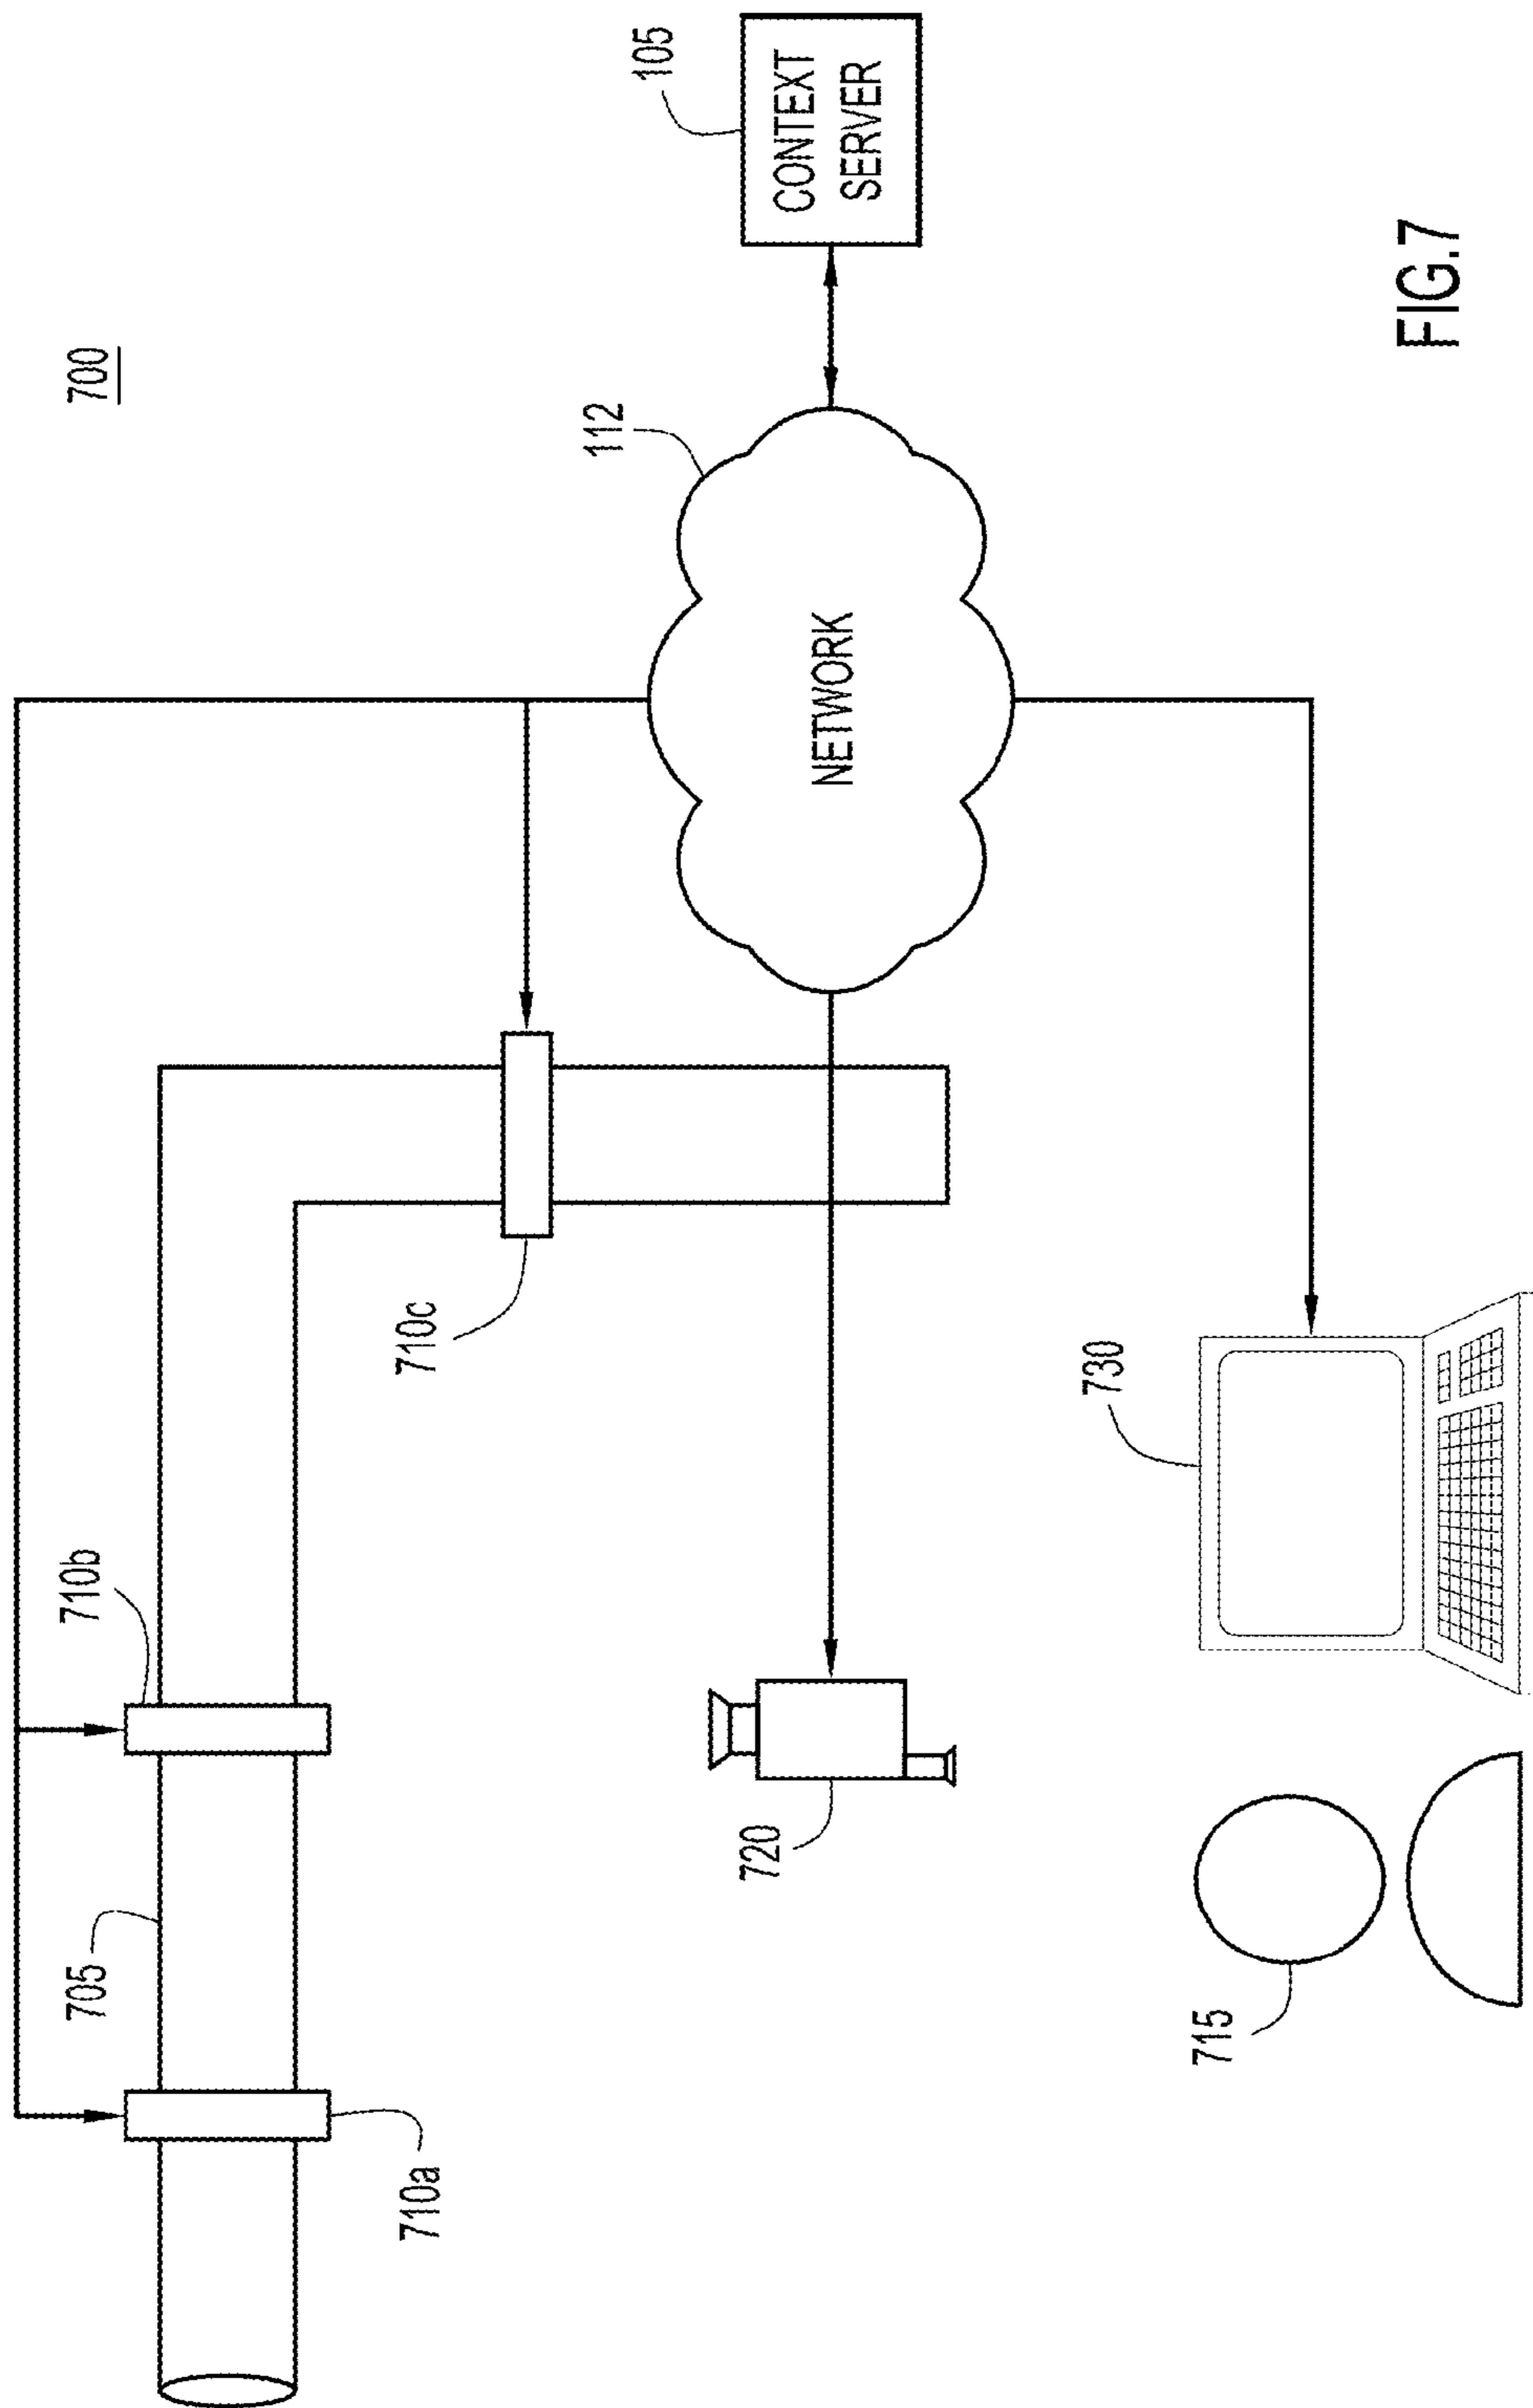 700
105
CONTEXT
SERVER
112
NETWORK
710b
705
710a
710c
720
730
715
FIG.7